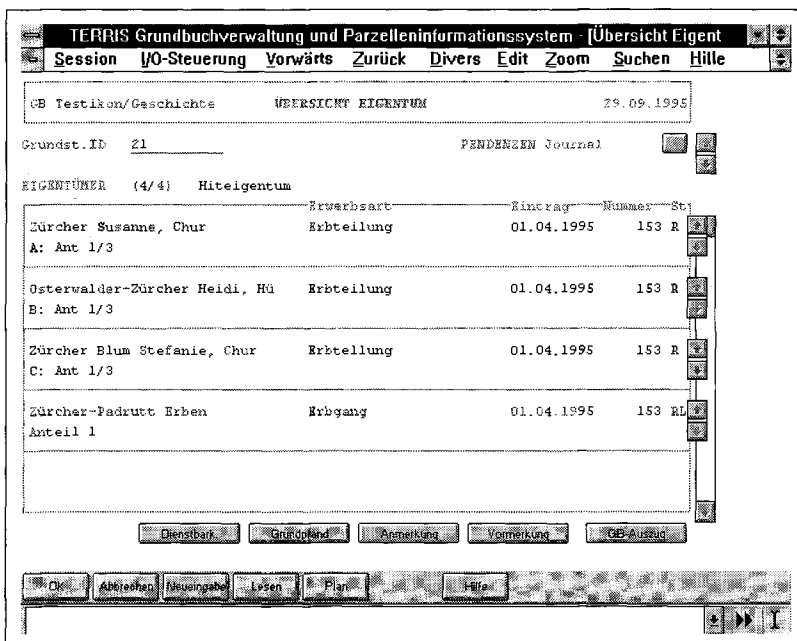 TERRIS Grundbuchverwaltung und Parzelleninformationssystem - [Übersicht Eigent
Session I/O-Steuerung Vorwärts Zurück Divers Edit Zoom Suchen Hilfe
GB Testikon/Geschichte ÜBERSICHT EIGENTUM 29.09.1995
Grundst.ID 21 PENDENZEN Journal
EIGENTÜMER (4/4) Miteigentum
Erwerbsart Eintrag Nummer St
Zürcher Susanne, Chur Erbteilung 01.04.1995 153 R
A: Ant 1/3
Osterwalder-Zürcher Heidi, Hü Erbteilung 01.04.1995 153 R
B: Ant 1/3
Zürcher Blum Stefanie, Chur Erbteilung 01.04.1995 153 R
C: Ant 1/3
Zürcher-Padrutt Erben Erbgang 01.04.1995 153 RL
Anteil 1
Dienstbark. Grundpfand Anmerkung Vormerkung GB-Auszug
OK Abbrechen Neueingabe Lesen Plan Hilfe